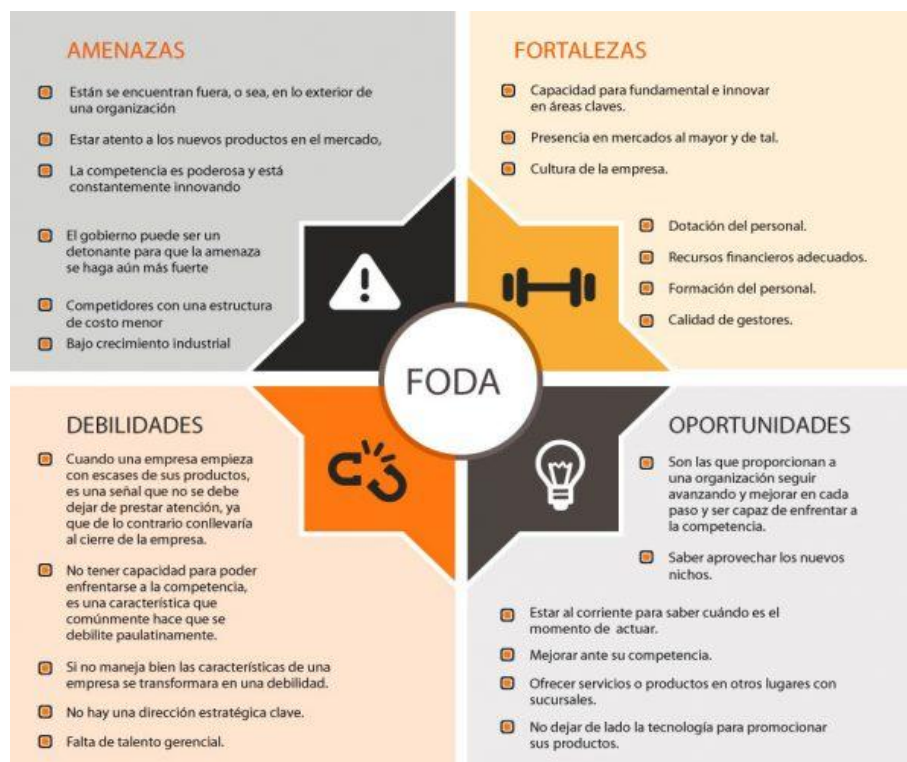 AMENAZAS
Están se encuentran fuera, o sea, en lo exterior de
una organización
Estar atento a los nuevos productos en el mercado,
La competencia es poderosa y está
constantemente innovando
El gobierno puede ser un
detonante para que la amenaza
se haga aún más fuerte
Competidores con una estructura
de costo menor
Bajo crecimiento industrial
FORTALEZAS
Capacidad para fundamental e innovar
en áreas claves.
Presencia en mercados al mayor y de tal.
Cultura de la empresa.
Dotación del personal.
Recursos financieros adecuados.
Formación del personal.
Calidad de gestores.
FODA
DEBILIDADES
Cuando una empresa empieza
con escases de sus productos,
es una señal que no se debe
dejar de prestar atención, ya
que de lo contrario conllevaría
al cierre de la empresa.
No tener capacidad para poder
enfrentarse a la competencia,
es una característica que
comúnmente hace que se
debilite paulatinamente.
Si no maneja bien las características de una
empresa se transformara en una debilidad.
No hay una dirección estratégica clave.
Falta de talento gerencial.
OPORTUNIDADES
Son las que proporcionan a
una organización seguir
avanzando y mejorar en cada
paso y ser capaz de enfrentar a
la competencia.
Saber aprovechar los nuevos
nichos.
Estar al corriente para saber cuándo es el
momento de actuar.
Mejorar ante su competencia.
Ofrecer servicios o productos en otros lugares con
sucursales.
No dejar de lado la tecnología para promocionar
sus productos.